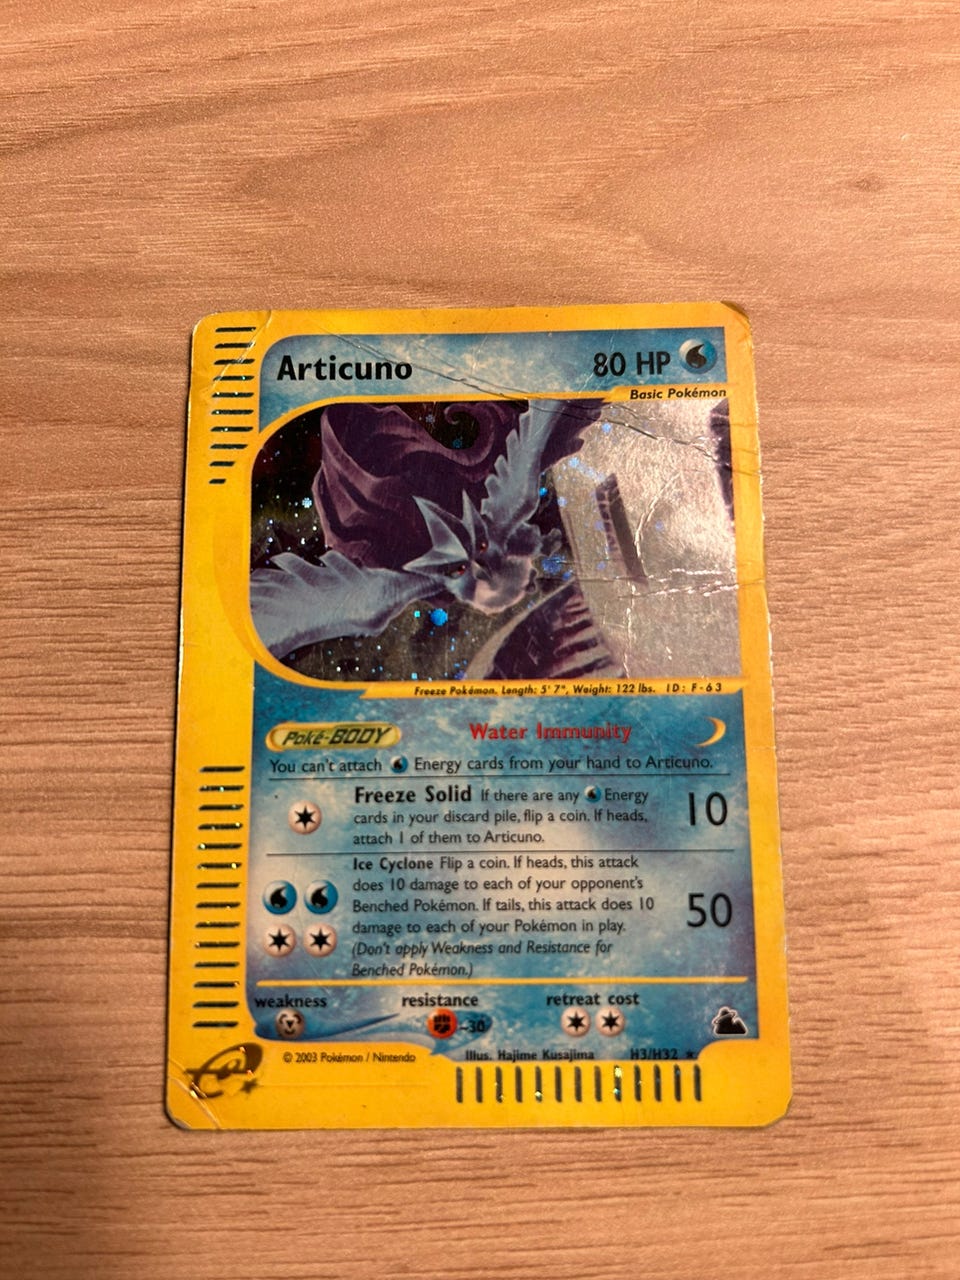 Articuno 80 HP
Basic Pokémon
Freeze Pokémon. Length: 5' 7", Weight: 122 lbs. ID: F-63
Poké-BODY Water Immunity
You can't attach Energy cards from your hand to Articuno.
Freeze Solid If there are any Energy
cards in your discard pile, flip a coin. If heads,
attach 1 of them to Articuno.
10
Ice Cyclone Flip a coin. If heads, this attack
does 10 damage to each of your opponent's
Benched Pokémon. If tails, this attack does 10
damage to each of your Pokémon in play.
(Don't apply Weakness and Resistance for
Benched Pokémon.)
50
weakness resistance retreat cost
-30
© 2003 Pokémon / Nintendo Illus. Hajime Kusajima H3/H32 ★
e